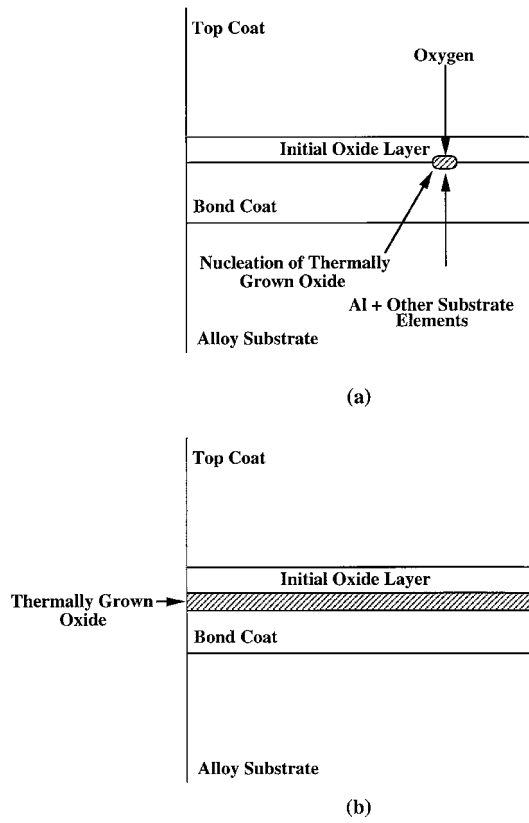 Top Coat
Oxygen
Initial Oxide Layer
Bond Coat
Nucleation of Thermally
Grown Oxide
Al + Other Substrate
Elements
Alloy Substrate
(a)
Top Coat
Initial Oxide Layer
Thermally Grown
Oxide
Bond Coat
Alloy Substrate
(b)